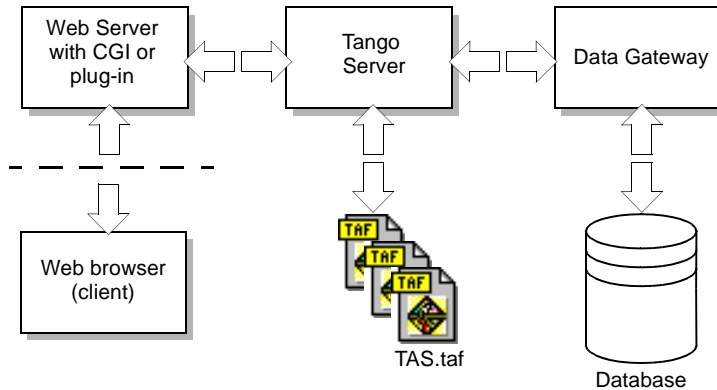 Web Server
with CGI or
plug-in
Tango
Server
Data Gateway
Web browser
(client)
TAF
TAF
TAF
TAS.taf
Database